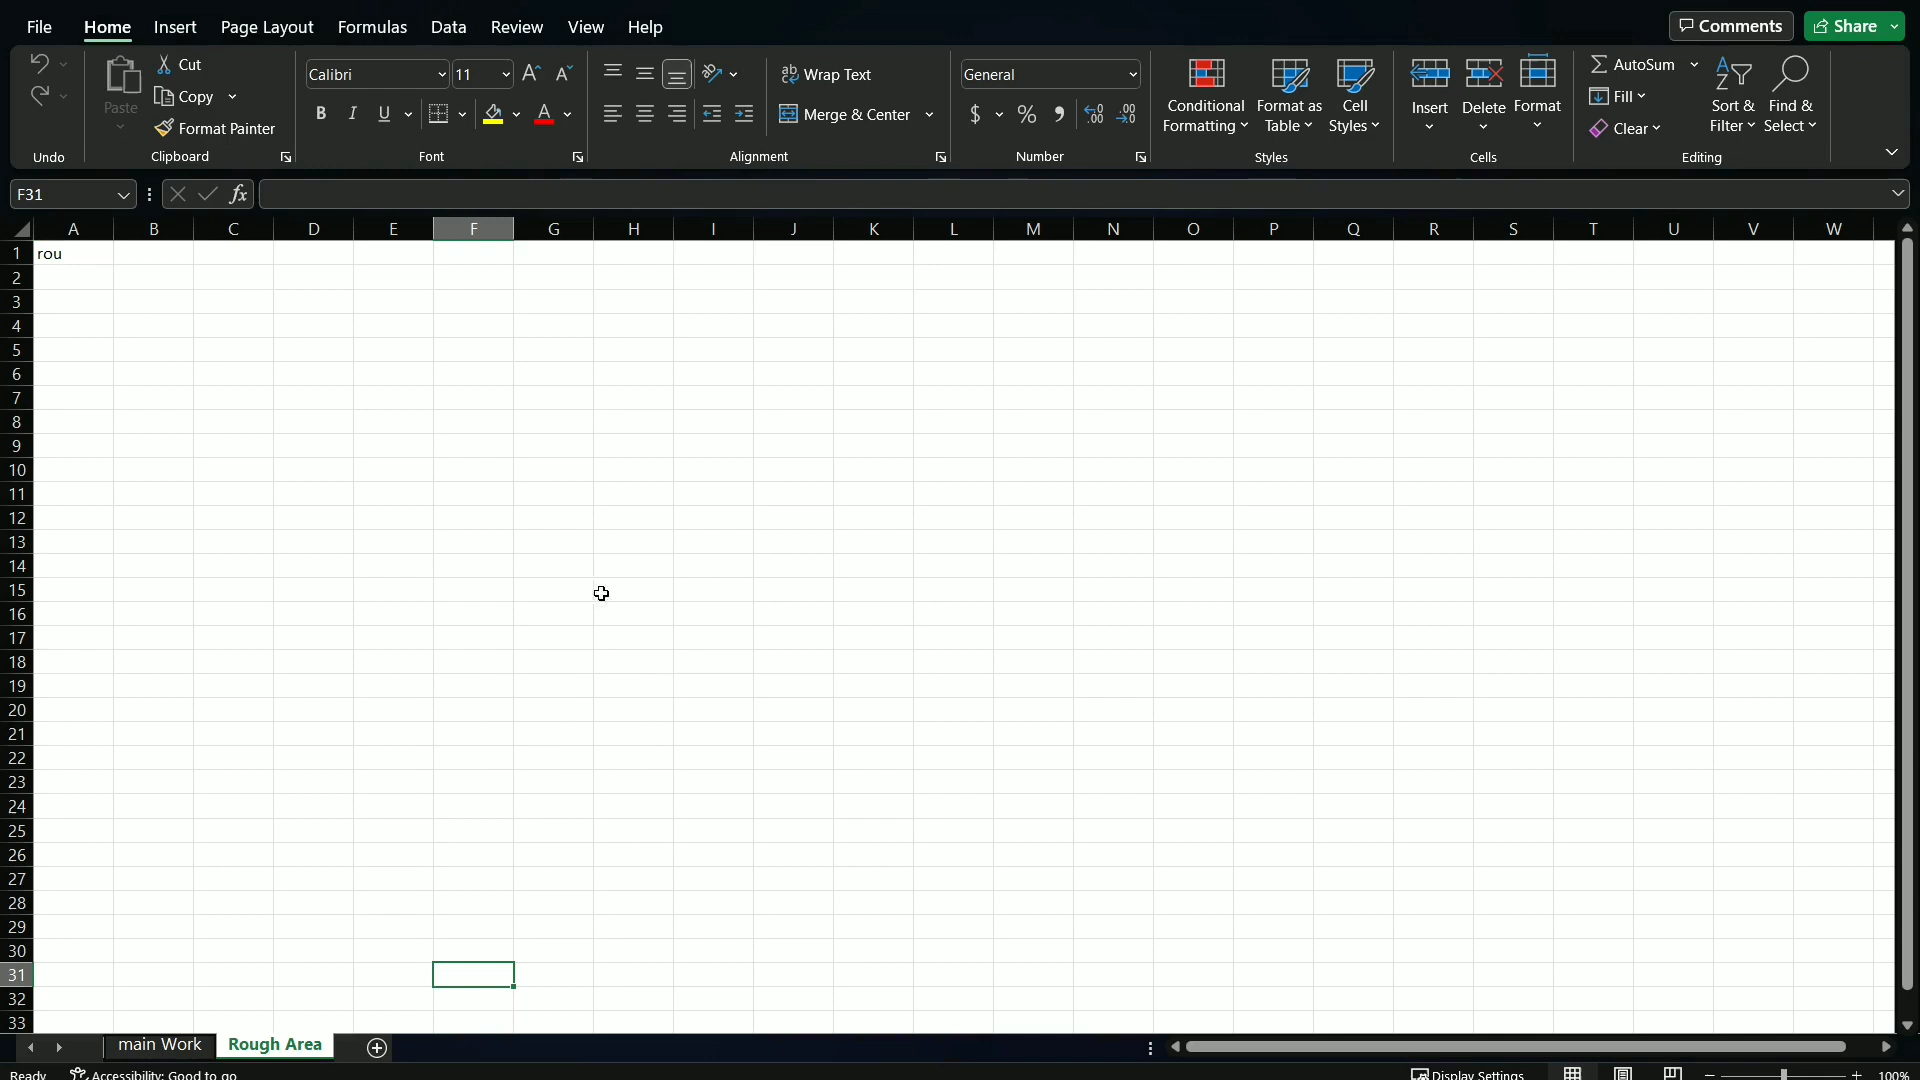 File Home Insert Page Layout Formulas Data Review View Help Comments Share
Calibri 11 General
Paste Cut Copy Format Painter
B I U
Wrap Text
Merge & Center
$ %
Conditional Formatting
Format as Table
Cell Styles
Insert Delete Format
AutoSum
Fill
Clear
Sort & Filter
Find & Select
Undo Clipboard Font Alignment Number Styles Cells Editing
F31 fx
A B C D E F G H I J K L M N O P Q R S T U V W
1 rou
2
3
4
5
6
7
8
9
10
11
12
13
14
15
16
17
18
19
20
21
22
23
24
25
26
27
28
29
30
31
32
33
main Work Rough Area
Ready Accessibility: Good to go Display Settings 100%